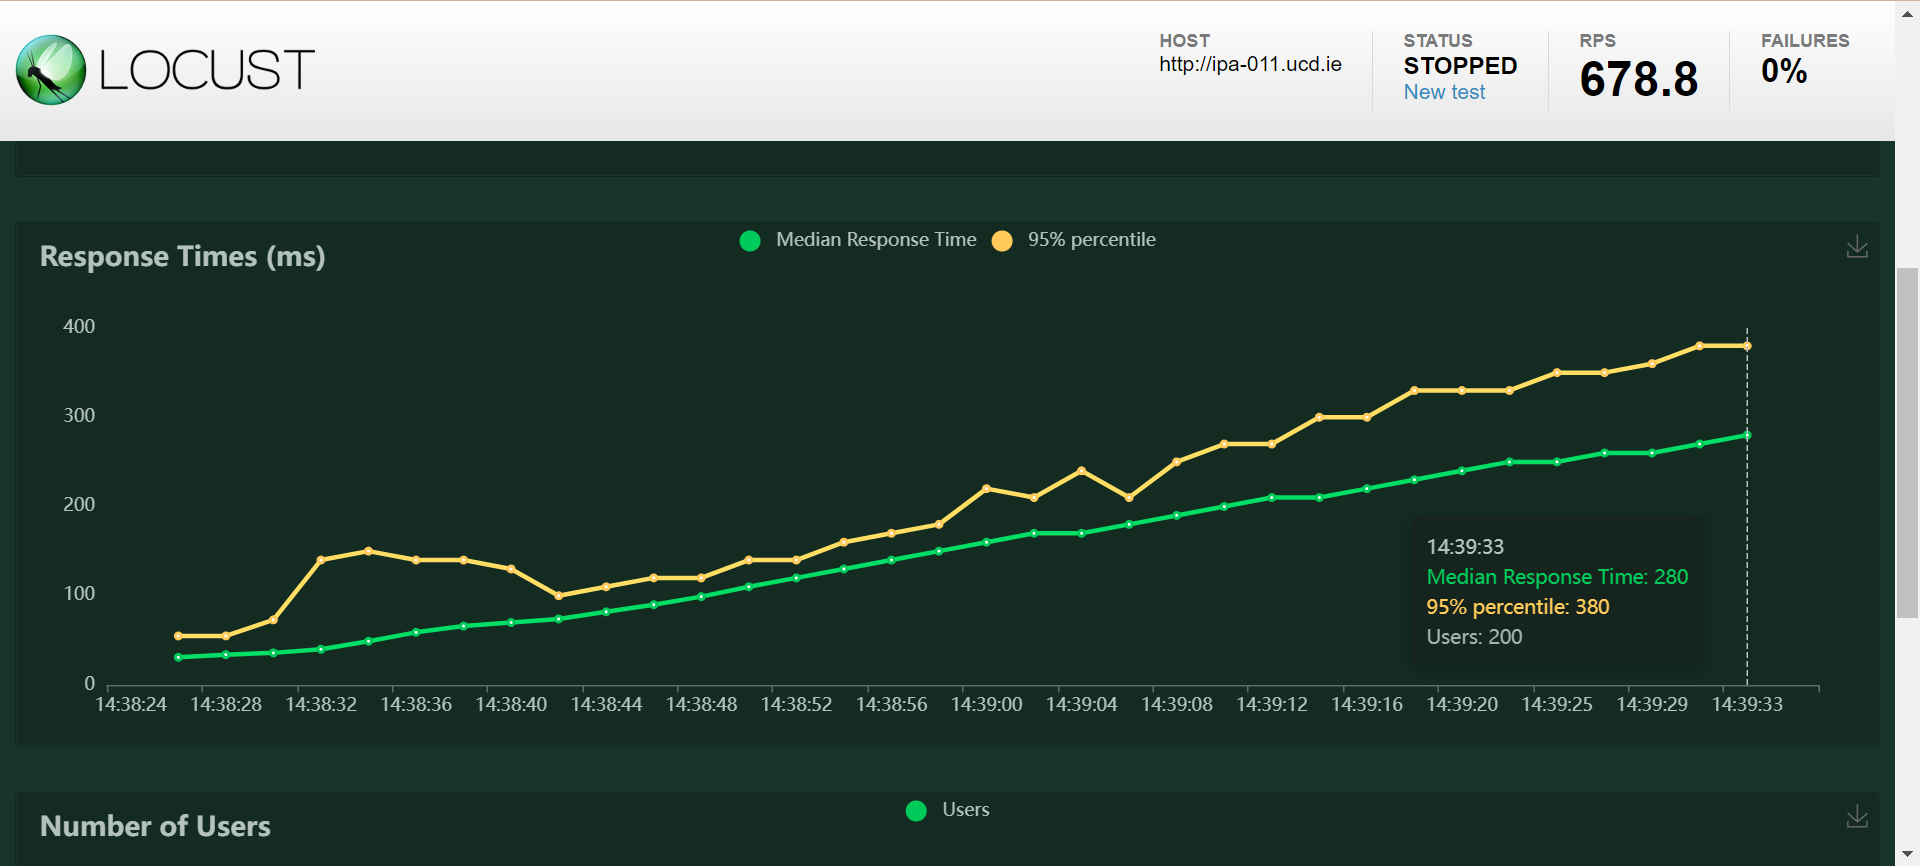 LOCUST
HOST
http://ipa-011.ucd.ie
STATUS
STOPPED
New test
RPS
678.8
FAILURES
0%
Response Times (ms)
Median Response Time
95% percentile
400
300
200
100
0
14:38:24 14:38:28 14:38:32 14:38:36 14:38:40 14:38:44 14:38:48 14:38:52 14:38:56 14:39:00 14:39:04 14:39:08 14:39:12 14:39:16 14:39:20 14:39:25 14:39:29 14:39:33
14:39:33
Median Response Time: 280
95% percentile: 380
Users: 200
Number of Users
Users